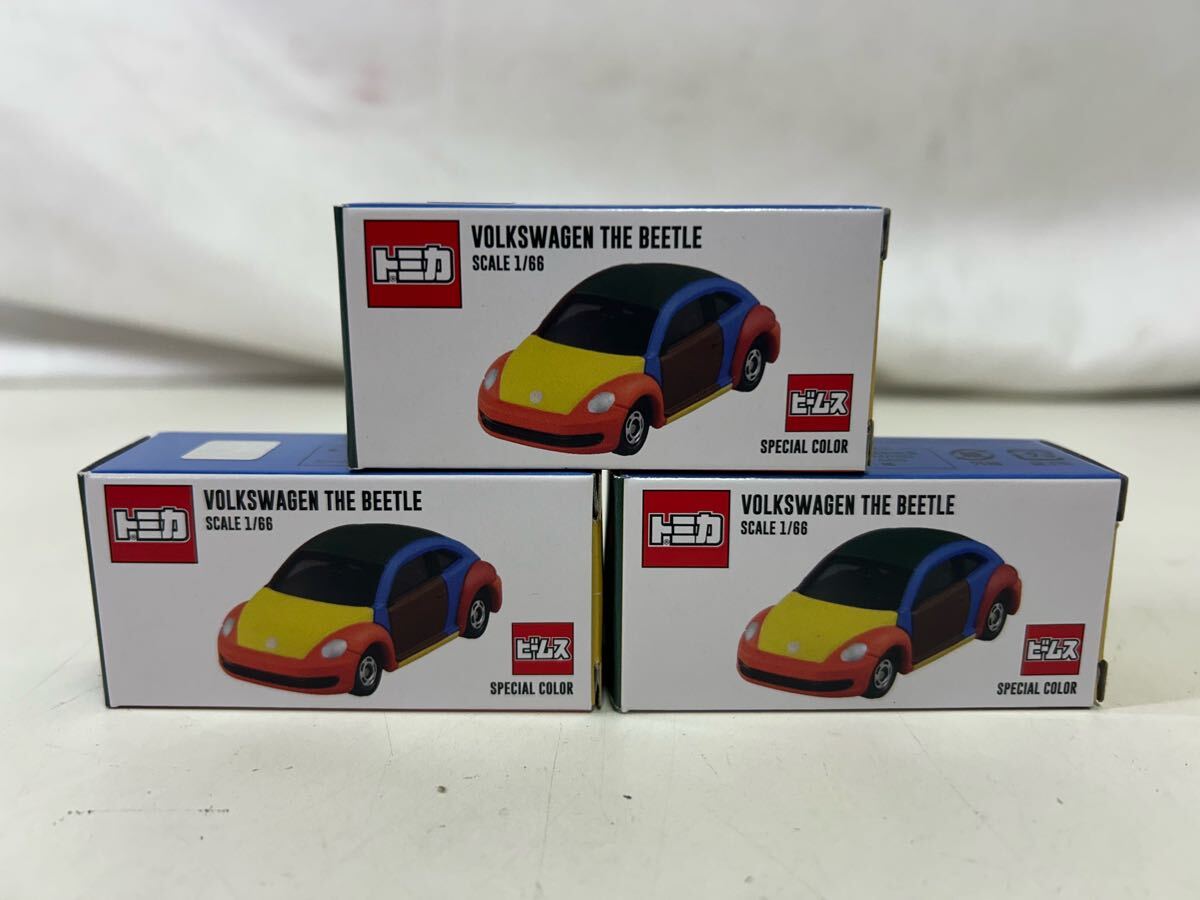 トミカ
VOLKSWAGEN THE BEETLE
SCALE 1/66
ビームス
SPECIAL COLOR
トミカ
VOLKSWAGEN THE BEETLE
SCALE 1/66
ビームス
SPECIAL COLOR
トミカ
VOLKSWAGEN THE BEETLE
SCALE 1/66
ビームス
SPECIAL COLOR